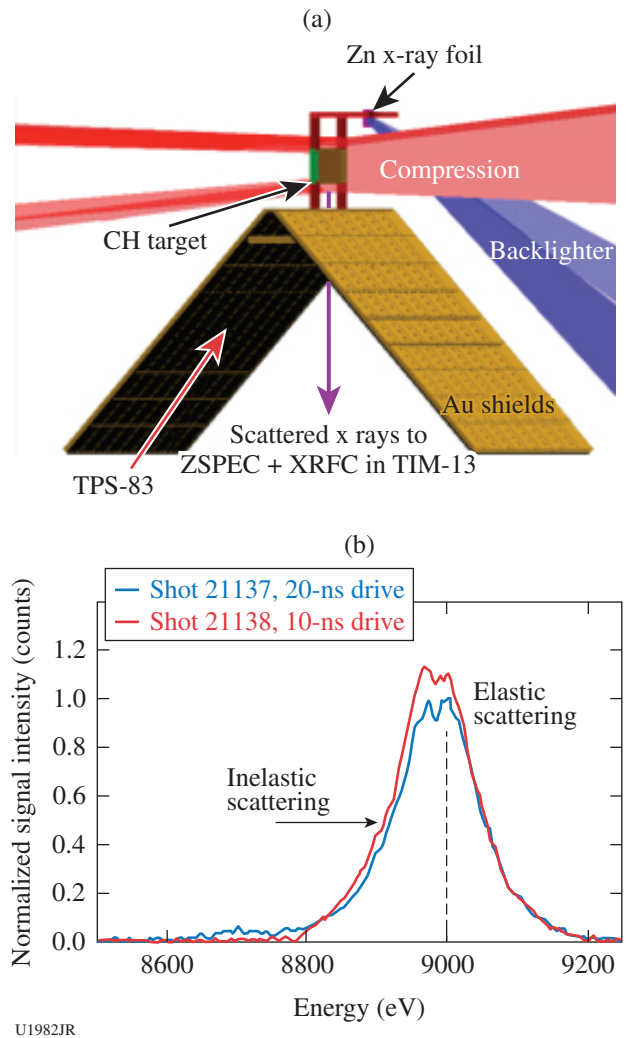 (a)
Zn x-ray foil
Compression
CH target
Backlighter
Au shields
Scattered x rays to
ZSPEC + XRFC in TIM-13
TPS-83
(b)
Shot 21137, 20-ns drive
Shot 21138, 10-ns drive
Normalized signal intensity (counts)
1.2
1.0
0.8
0.6
0.4
0.2
0.0
Elastic
scattering
Inelastic
scattering
8600 8800 9000 9200
Energy (eV)
U1982JR